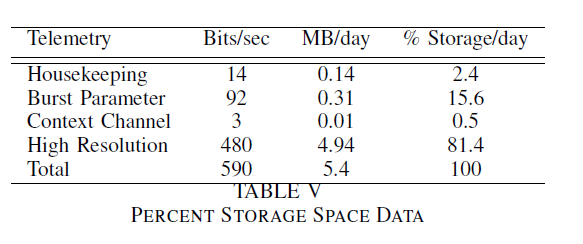 Telemetry Bits/sec MB/day % Storage/day
Housekeeping 14 0.14 2.4
Burst Parameter 92 0.31 15.6
Context Channel 3 0.01 0.5
High Resolution 480 4.94 81.4
Total 590 5.4 100
TABLE V
PERCENT STORAGE SPACE DATA